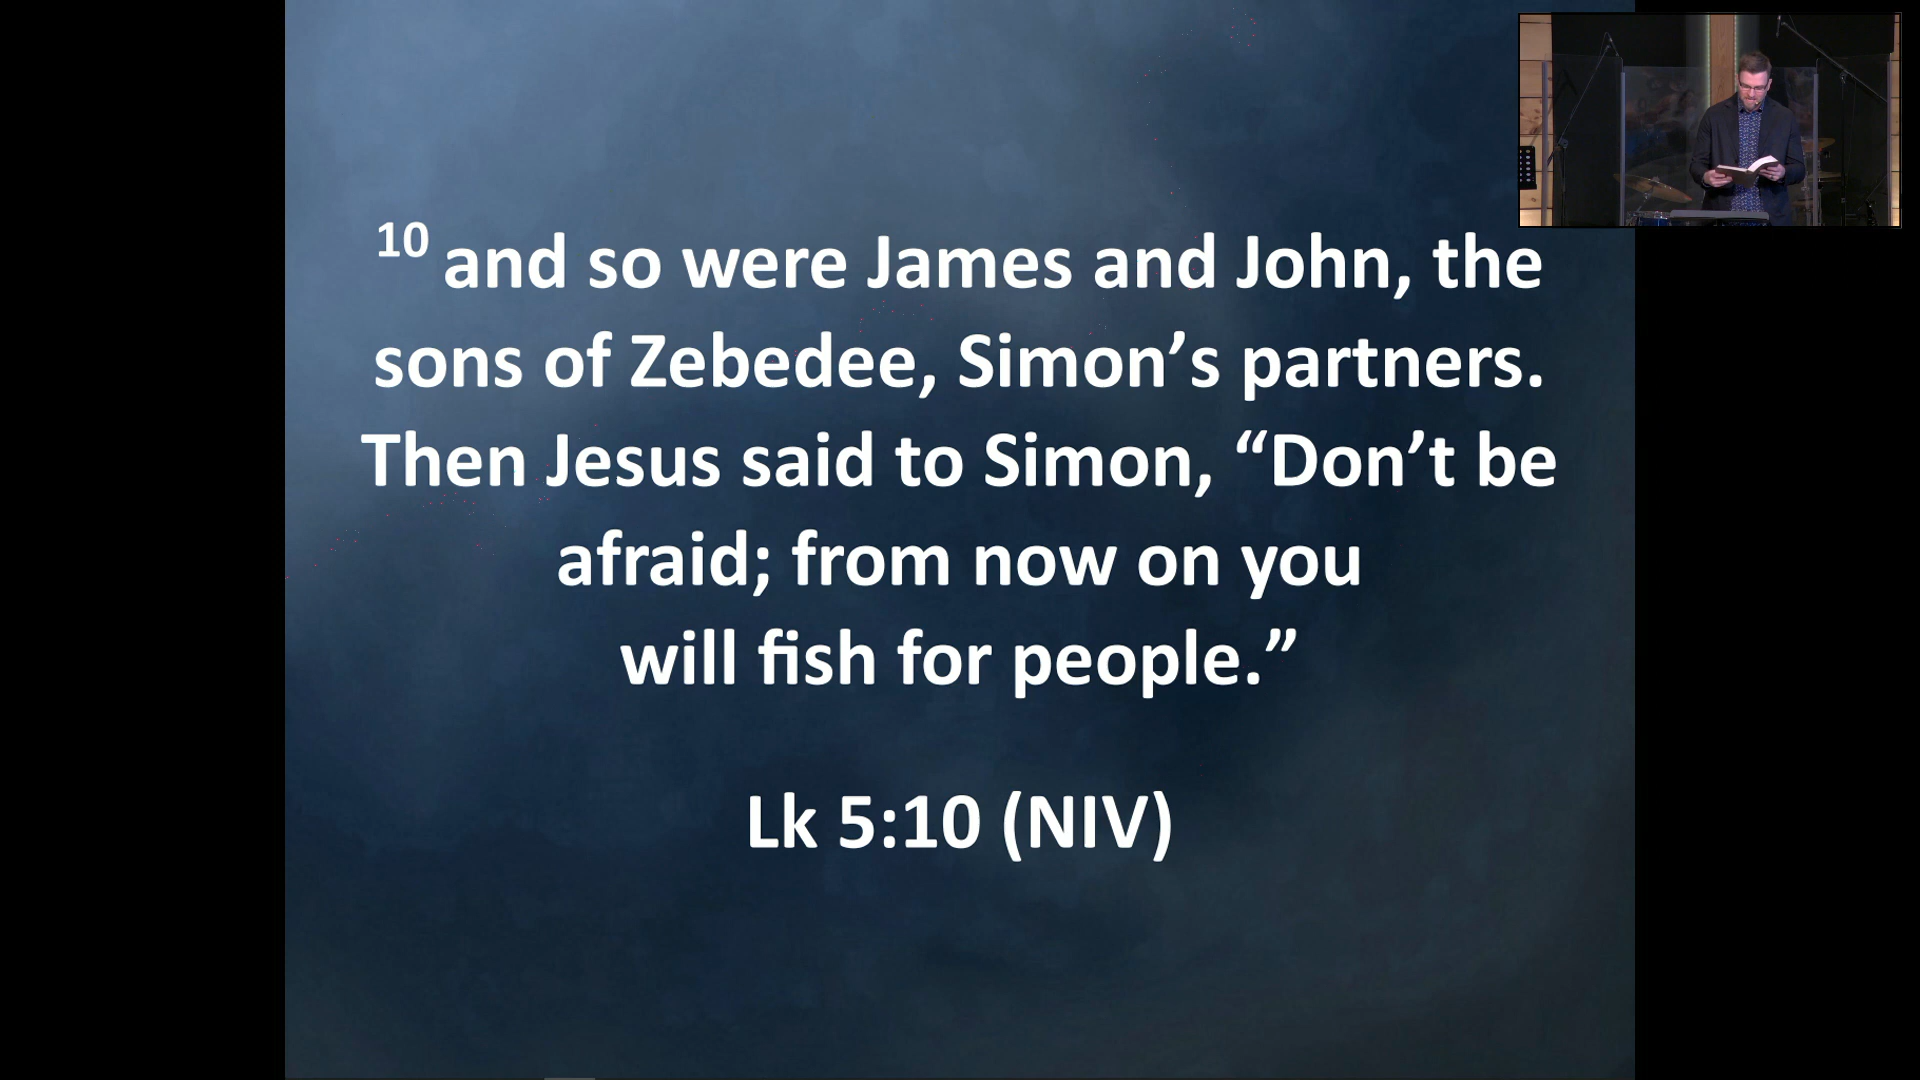 10 and so were James and John, the
sons of Zebedee, Simon’s partners.
Then Jesus said to Simon, “Don’t be
afraid; from now on you
will fish for people.”
Lk 5:10 (NIV)